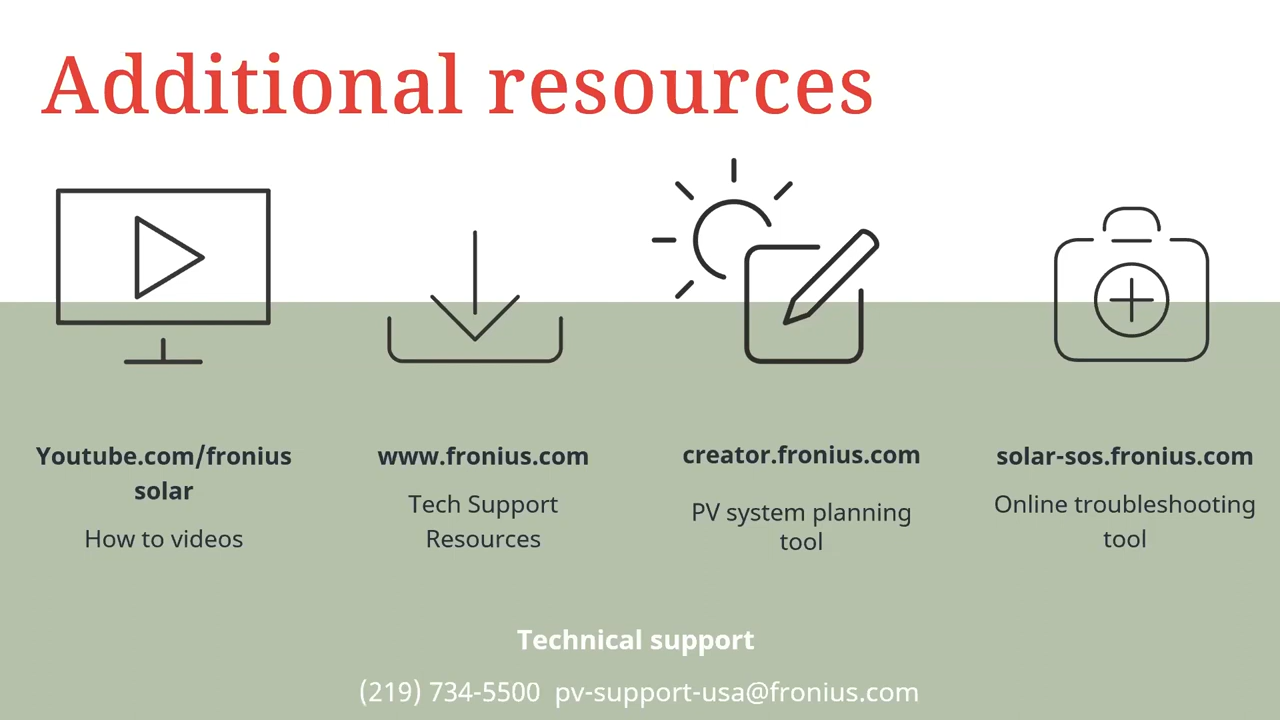 Additional resources
Youtube.com/fronius
solar
How to videos
www.fronius.com
Tech Support
Resources
creator.fronius.com
PV system planning
tool
solar-sos.fronius.com
Online troubleshooting
tool
Technical support
(219) 734-5500 pv-support-usa@fronius.com